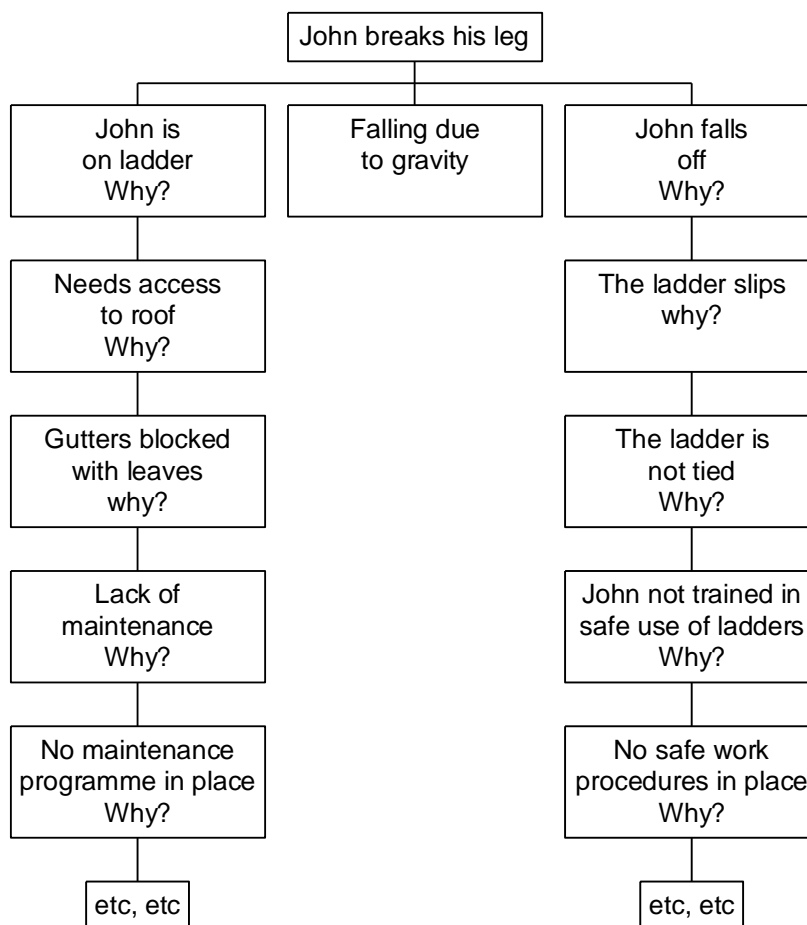 John breaks his leg
John is
on ladder
Why?
Falling due
to gravity
John falls
off
Why?
Needs access
to roof
Why?
The ladder slips
why?
Gutters blocked
with leaves
why?
The ladder is
not tied
Why?
Lack of
maintenance
Why?
John not trained in
safe use of ladders
Why?
No maintenance
programme in place
Why?
No safe work
procedures in place
Why?
etc, etc
etc, etc